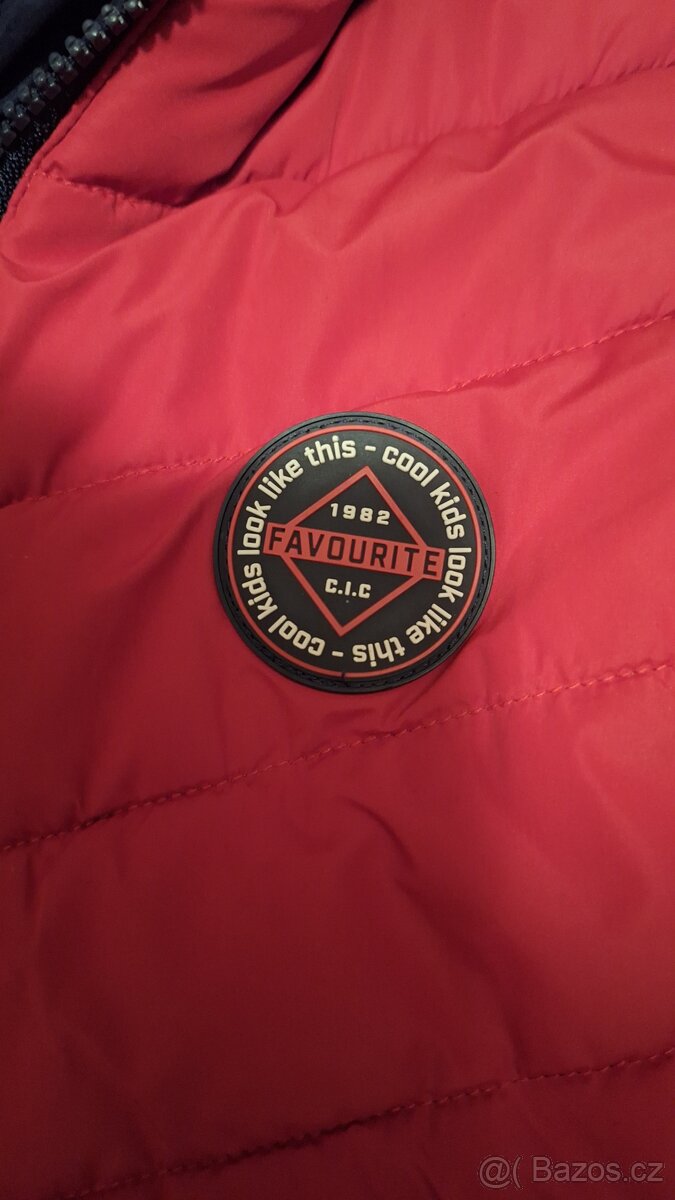 cool kids look like this - cool kids look like this -
1982
FAVOURITE
C.I.C
@( Bazos.cz